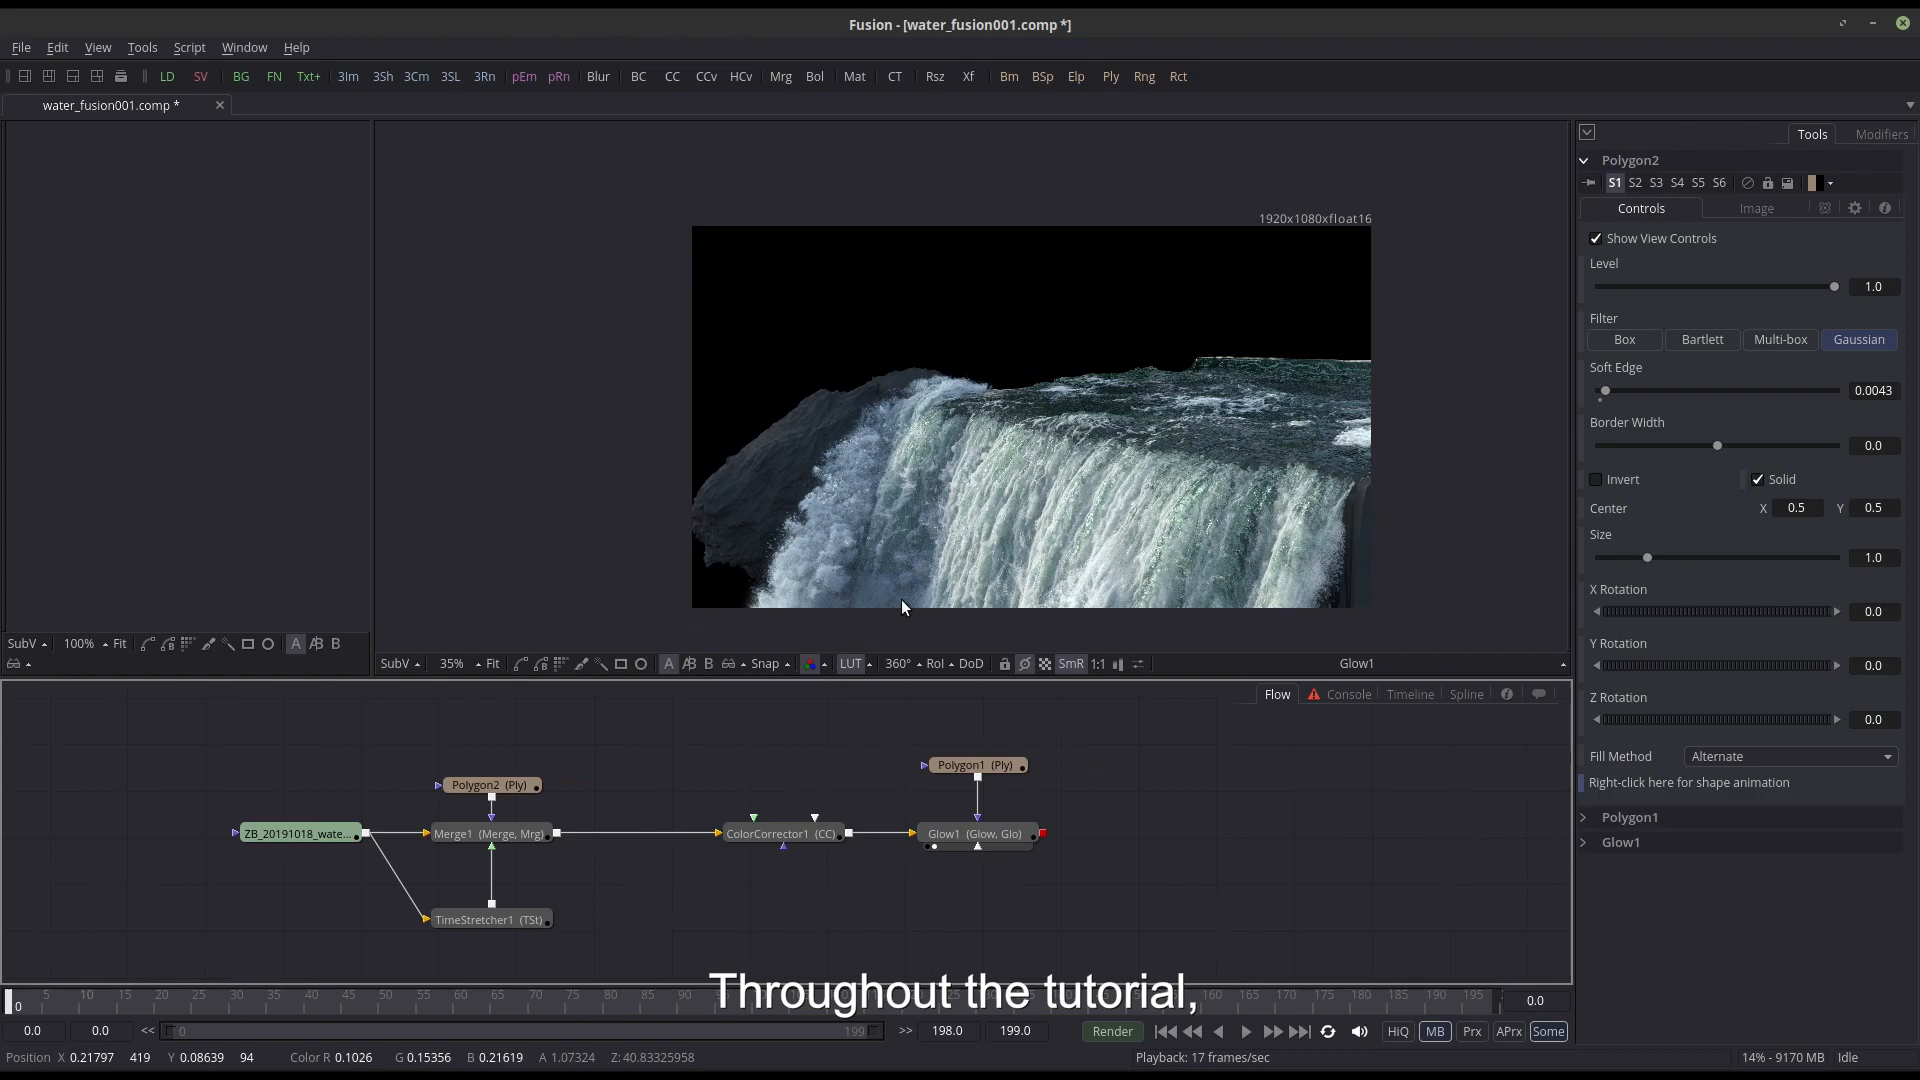 Fusion - [water_fusion001.comp *]
File Edit View Tools Script Window Help
LD SV BG FN Txt+ 3Im 3Sh 3Cm 3SL 3Rn pEm pRn Blur BC CC CCv HCv Mrg Bol Mat CT Rsz Xf Bm BSp Elp Ply Rng Rct
water_fusion001.comp *
Tools Modifiers
Polygon2
S1 S2 S3 S4 S5 S6
Controls Image
1920x1080xfloat16
Show View Controls
Level
1.0
Filter
Box Bartlett Multi-box Gaussian
Soft Edge
0.0043
Border Width
0.0
Invert Solid
Center X 0.5 Y 0.5
Size
1.0
X Rotation
0.0
Y Rotation
0.0
Z Rotation
0.0
Fill Method Alternate
Right-click here for shape animation
Polygon1
Glow1
SubV 100% Fit A B
SubV 35% Fit A B Snap LUT 360° RoI DoD SmR 1:1 Glow1
Flow Console Timeline Spline
Polygon1 (Ply)
Polygon2 (Ply)
ZB_20191018_wate... Merge1 (Merge, Mrg) ColorCorrector1 (CC) Glow1 (Glow, Glo)
TimeStretcher1 (TSt)
Throughout the tutorial,
0 5 10 15 20 25 30 35 40 45 50 55 60 65 70 75 80 85 90 160 165 170 175 180 185 190 195 0.0
0.0 0.0 << 0 199 >> 198.0 199.0 Render HiQ MB Prx APrx Some
Position X 0.21797 419 Y 0.08639 94 Color R 0.1026 G 0.15356 B 0.21619 A 1.07324 Z: 40.83325958 Playback: 17 frames/sec 14% - 9170 MB Idle